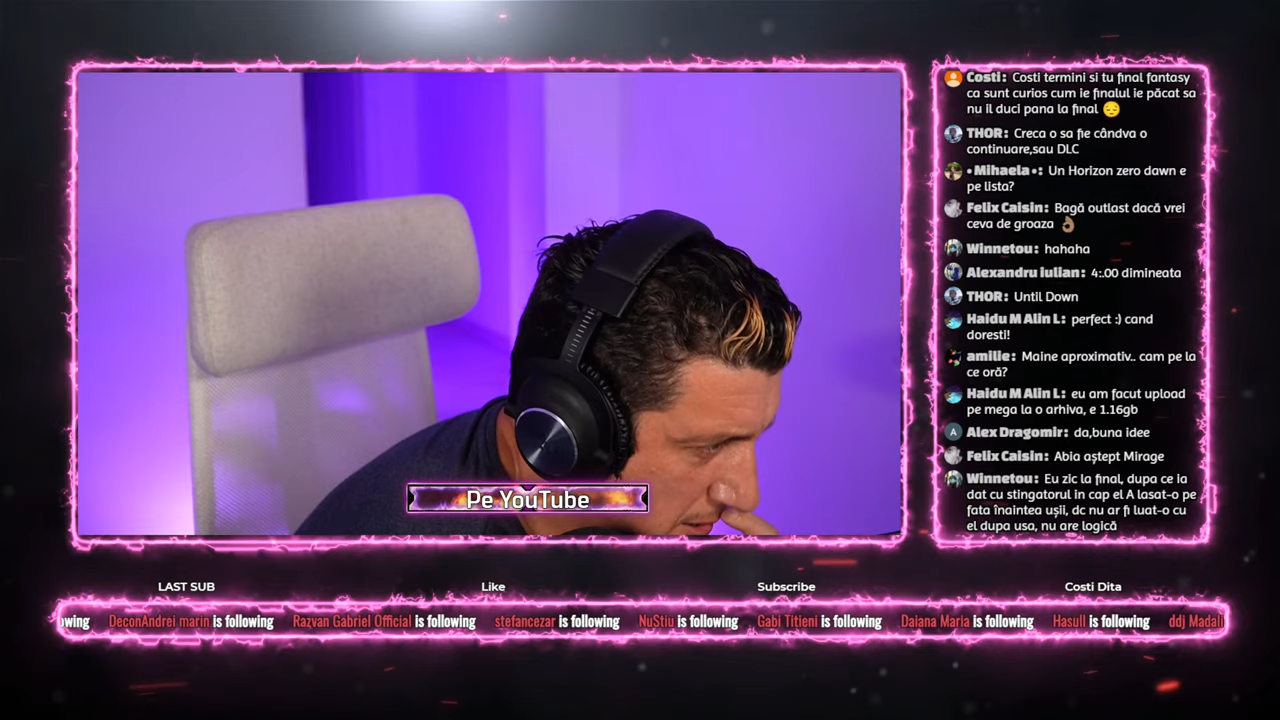 Costi: Costi termini si tu final fantasy
ca sunt curios cum ie finalul ie păcat sa
nu il duci pana la final 😔
THOR: Creca o sa fie cândva o
continuare,sau DLC
•Mihaela•: Un Horizon zero dawn e
pe lista?
Felix Caisin: Bagă outlast dacă vrei
ceva de groaza 👌🏽
Winnetou: hahaha
Alexandru iulian: 4:.00 dimineata
THOR: Until Down
Haidu M Alin L: perfect :) cand
doresti!
amilie: Maine aproximativ.. cam pe la
ce oră?
Haidu M Alin L: eu am facut upload
pe mega la o arhiva, e 1.16gb
A Alex Dragomir: da,buna idee
Felix Caisin: Abia aștept Mirage
Winnetou: Eu zic la final, dupa ce la
dat cu stingatorul in cap el A lasat-o pe
fata înaintea ușii, dc nu ar fi luat-o cu
el dupa usa, nu are logică
Pe YouTube
LAST SUB Like Subscribe Costi Dita
owing DeconAndrei marin is following Razvan Gabriel Official is following stefancezar is following NuStiu is following Gabi Titieni is following Daiana Maria is following Hasull is following ddj Madali